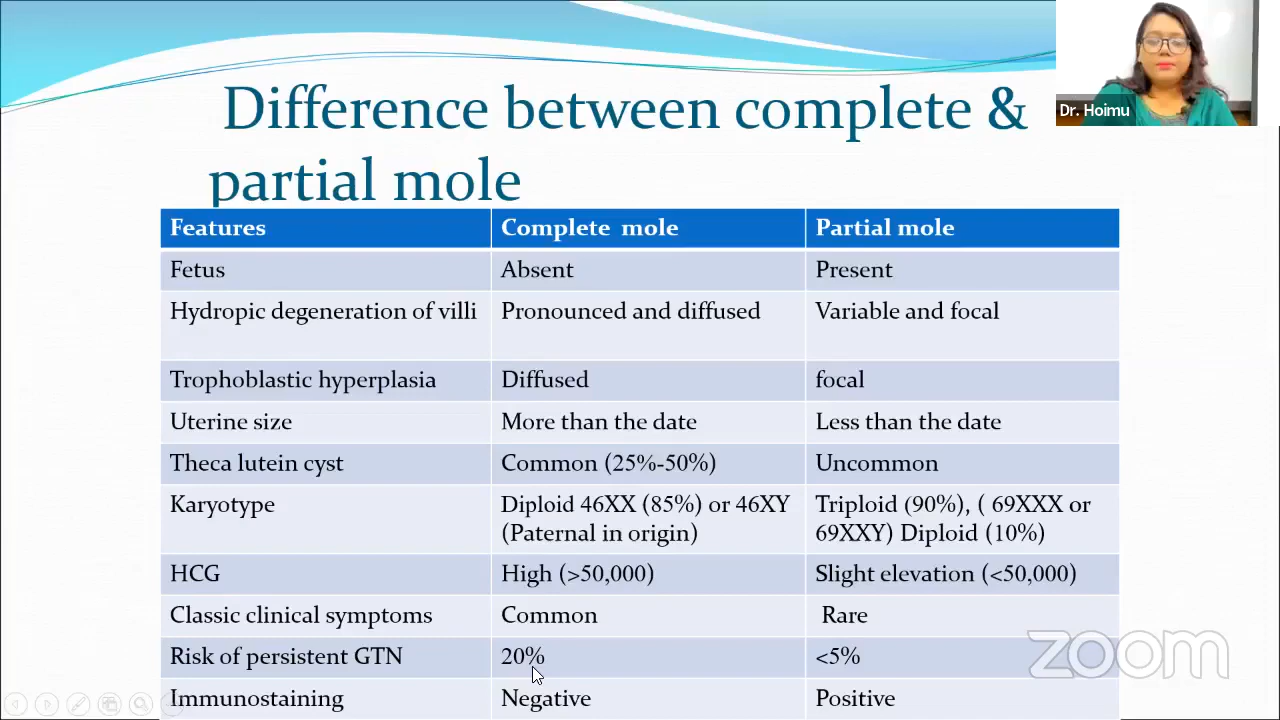 Difference between complete &
partial mole
Dr. Hoimu
Features Complete mole Partial mole
Fetus Absent Present
Hydropic degeneration of villi Pronounced and diffused Variable and focal
Trophoblastic hyperplasia Diffused focal
Uterine size More than the date Less than the date
Theca lutein cyst Common (25%-50%) Uncommon
Karyotype Diploid 46XX (85%) or 46XY Triploid (90%), ( 69XXX or
(Paternal in origin) 69XXY) Diploid (10%)
HCG High (>50,000) Slight elevation (<50,000)
Classic clinical symptoms Common Rare
Risk of persistent GTN 20% <5%
Immunostaining Negative Positive
zoom